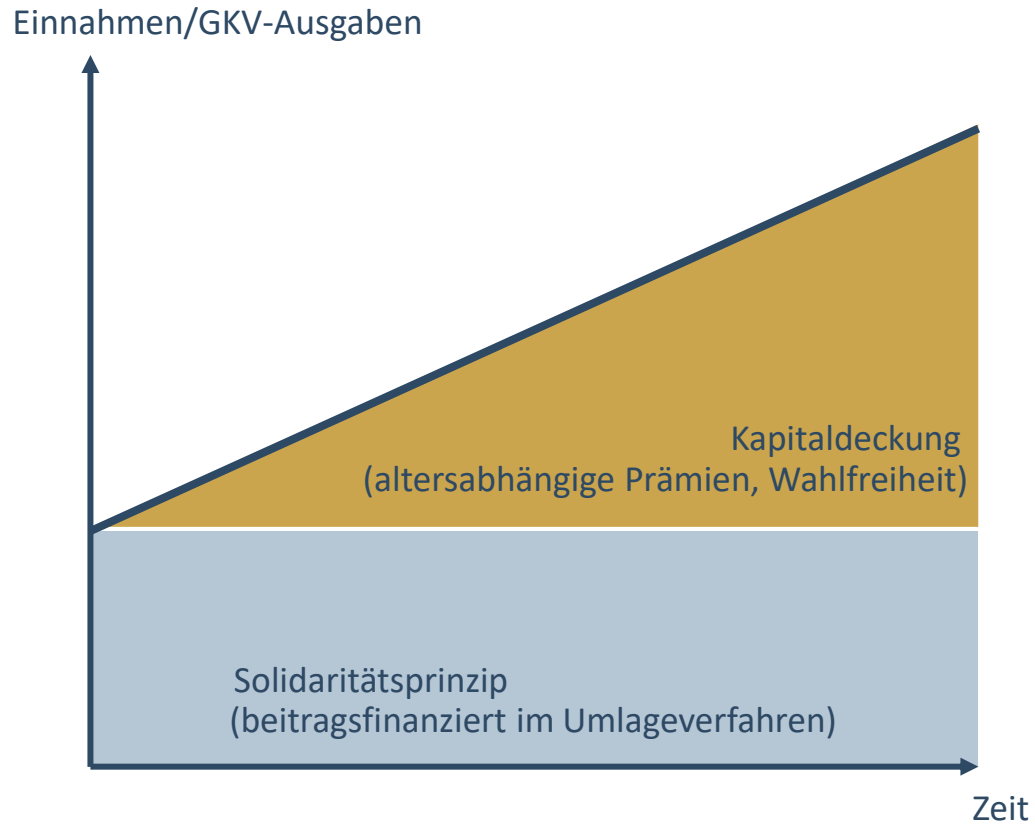 Einnahmen/GKV-Ausgaben
Kapitaldeckung
(altersabhängige Prämien, Wahlfreiheit)
Solidaritätsprinzip
(beitragsfinanziert im Umlageverfahren)
Zeit